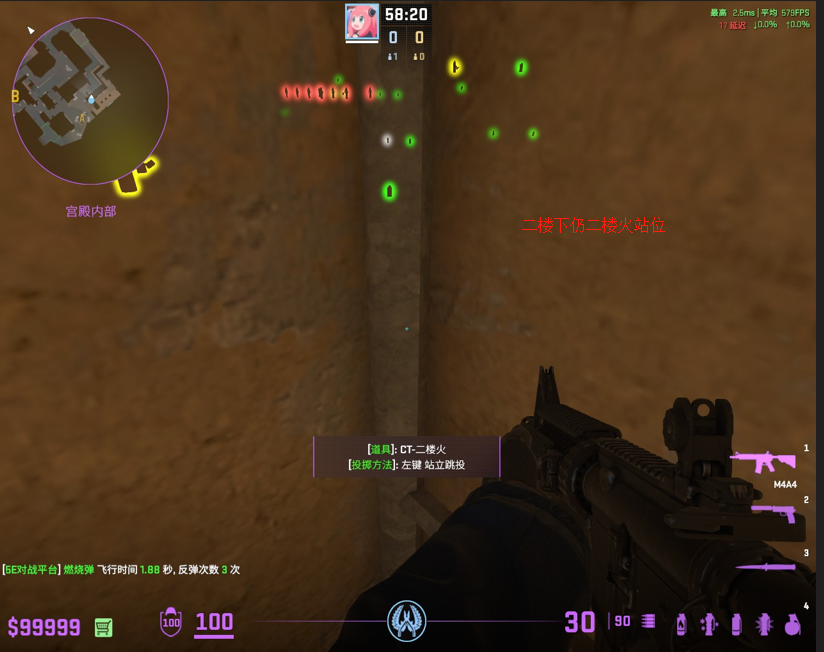 58:20
最高 2.5ms | 平均 579FPS
17 延迟 ↓0.0% ↑0.0%
0 0
1 0
B
A
宫殿内部
二楼下仍二楼火站位
[道具]: CT-二楼火
[投掷方法]: 左键 站立跳投
1
M4A4
2
3
4
[5E对战平台] 燃烧弹 飞行时间 1.88 秒, 反弹次数 3 次
$99999
100
100
30 | 90